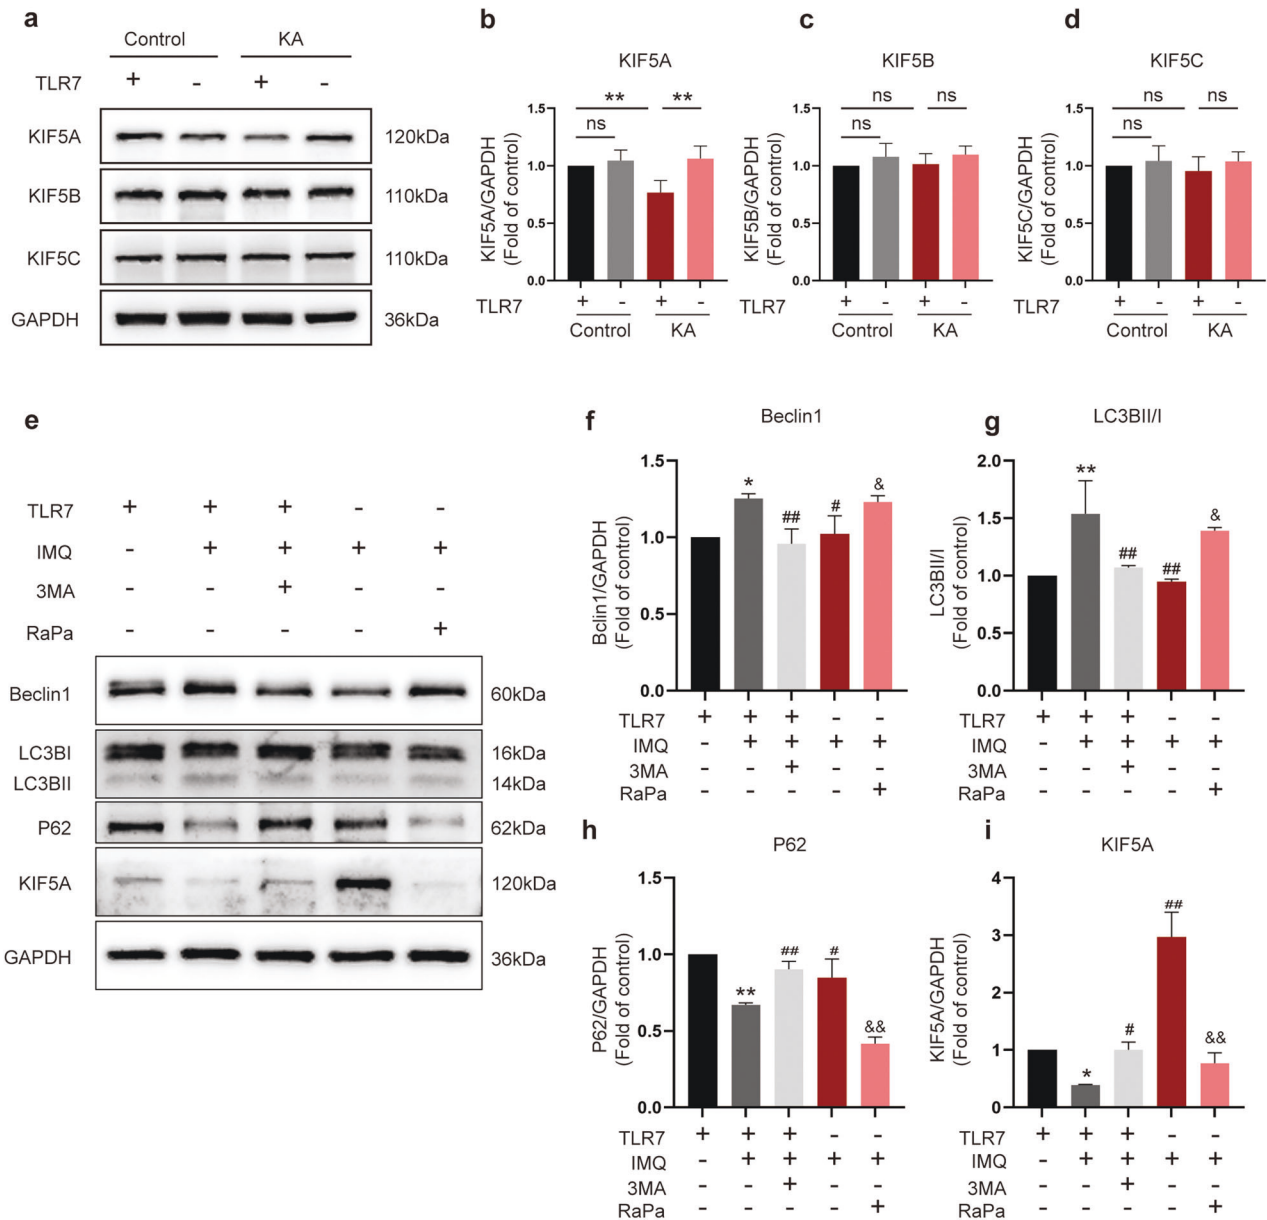 a
Control KA
TLR7 + - + -
KIF5A 120kDa
KIF5B 110kDa
KIF5C 110kDa
GAPDH 36kDa
b
KIF5A
** **
ns
KIF5A/GAPDH
(Fold of control)
1.5
1.0
0.5
0.0
TLR7 + - + -
Control KA
c
KIF5B
ns ns
ns
KIF5B/GAPDH
(Fold of control)
1.5
1.0
0.5
0.0
TLR7 + - + -
Control KA
d
KIF5C
ns ns
ns
KIF5C/GAPDH
(Fold of control)
1.5
1.0
0.5
0.0
TLR7 + - + -
Control KA
e
TLR7 + + + - -
IMQ - + + + +
3MA - - + - -
RaPa - - - - +
Beclin1 60kDa
LC3BI 16kDa
LC3BII 14kDa
P62 62kDa
KIF5A 120kDa
GAPDH 36kDa
f
Beclin1
Bclin1/GAPDH
(Fold of control)
1.5
1.0
0.5
0.0
* ## # &
TLR7 + + + - -
IMQ - + + + +
3MA - - + - -
RaPa - - - - +
g
LC3BII/I
LC3BII/I
(Fold of control)
2.0
1.5
1.0
0.5
0.0
** ## ## &
TLR7 + + + - -
IMQ - + + + +
3MA - - + - -
RaPa - - - - +
h
P62
P62/GAPDH
(Fold of control)
1.5
1.0
0.5
0.0
** ## # &&
TLR7 + + + - -
IMQ - + + + +
3MA - - + - -
RaPa - - - - +
i
KIF5A
KIF5A/GAPDH
(Fold of control)
4
3
2
1
0
* # ## &&
TLR7 + + + - -
IMQ - + + + +
3MA - - + - -
RaPa - - - - +